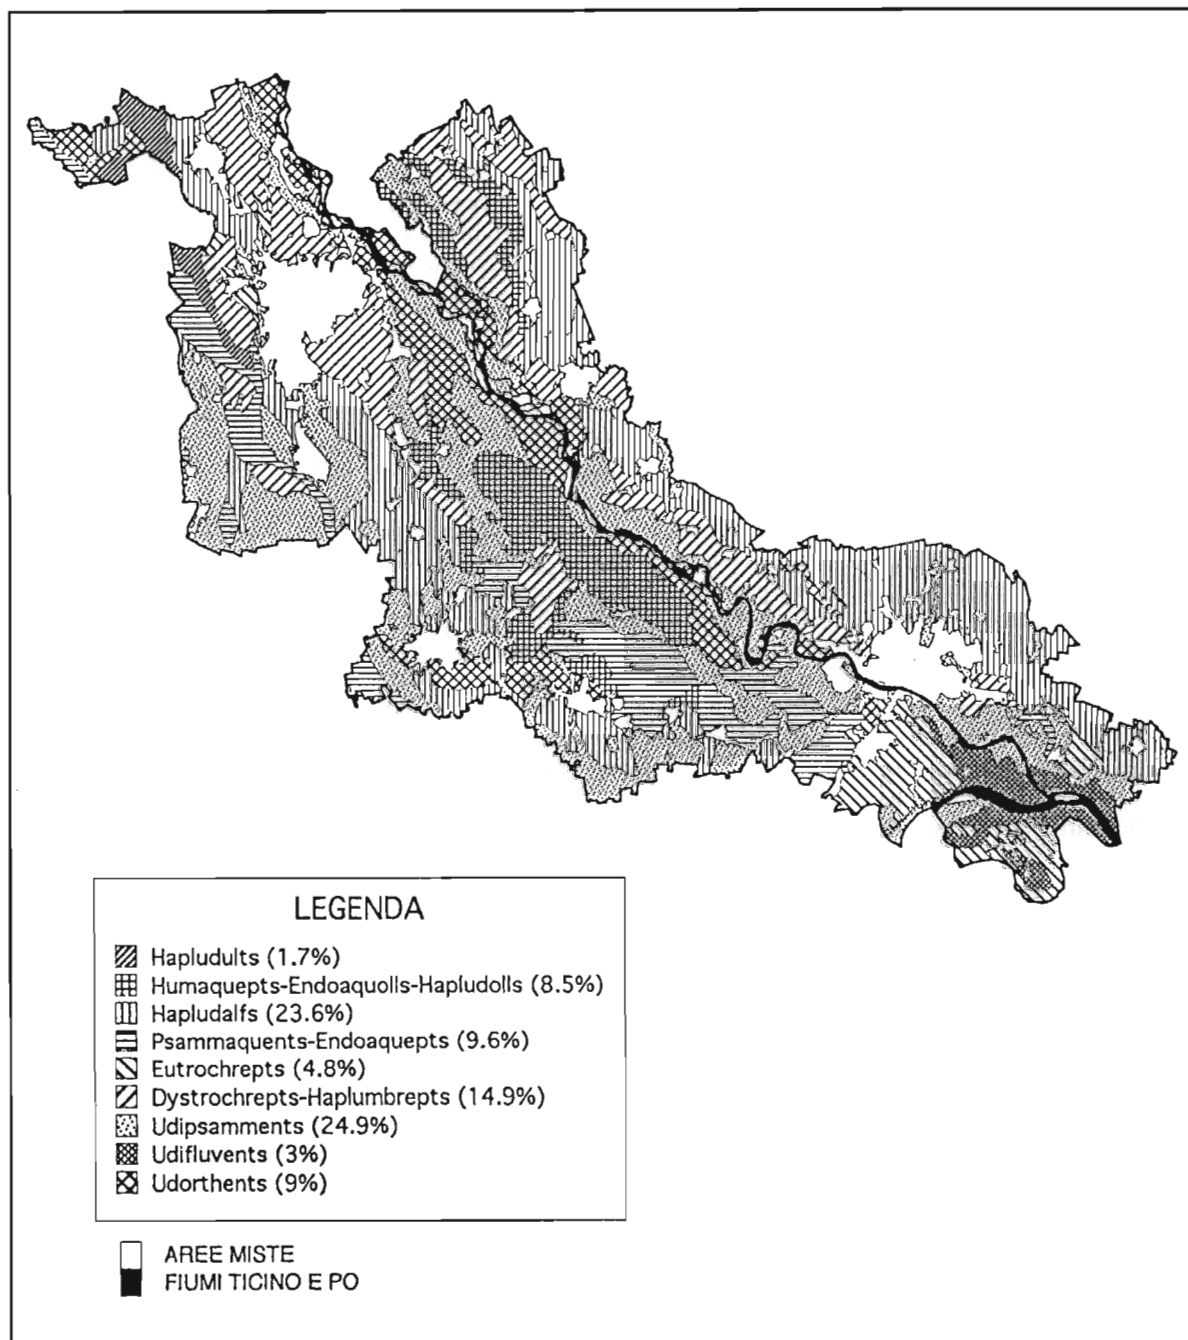 LEGENDA
Hapludults (1.7%)
Humaquepts-Endoaquolls-Hapludolls (8.5%)
Hapludalfs (23.6%)
Psammaquents-Endoaquepts (9.6%)
Eutrochrepts (4.8%)
Dystrochrepts-Haplumbrepts (14.9%)
Udipsamments (24.9%)
Udifluvents (3%)
Udorthents (9%)
AREE MISTE
FIUMI TICINO E PO